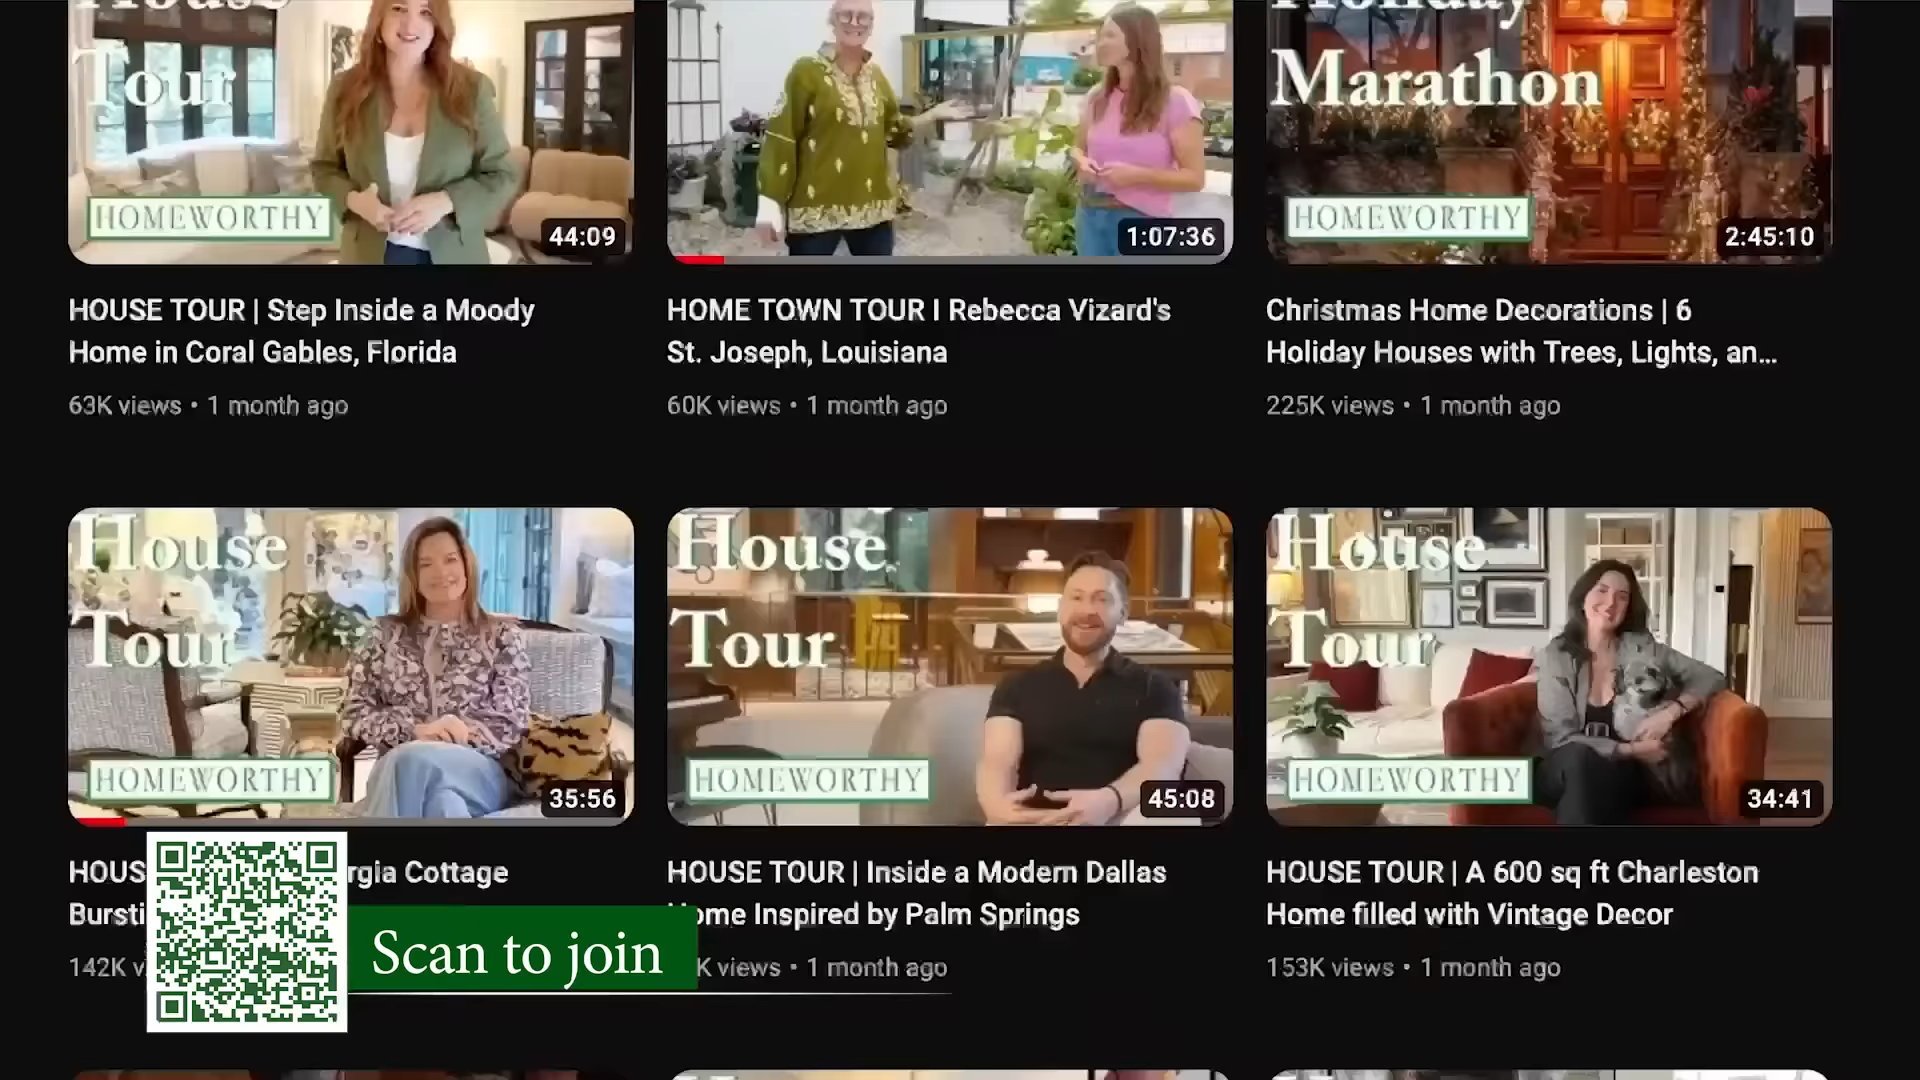 House
Tour
HOMEWORTHY
44:09
1:07:36
Holiday
Marathon
HOMEWORTHY
2:45:10
HOUSE TOUR | Step Inside a Moody
Home in Coral Gables, Florida
63K views • 1 month ago
HOME TOWN TOUR I Rebecca Vizard's
St. Joseph, Louisiana
60K views • 1 month ago
Christmas Home Decorations | 6
Holiday Houses with Trees, Lights, an...
225K views • 1 month ago
House
Tour
HOMEWORTHY
35:56
House
Tour
HOMEWORTHY
45:08
House
Tour
HOMEWORTHY
34:41
HOUS rgia Cottage
Bursti
142K v
HOUSE TOUR | Inside a Modern Dallas
Home Inspired by Palm Springs
K views • 1 month ago
HOUSE TOUR | A 600 sq ft Charleston
Home filled with Vintage Decor
153K views • 1 month ago
Scan to join